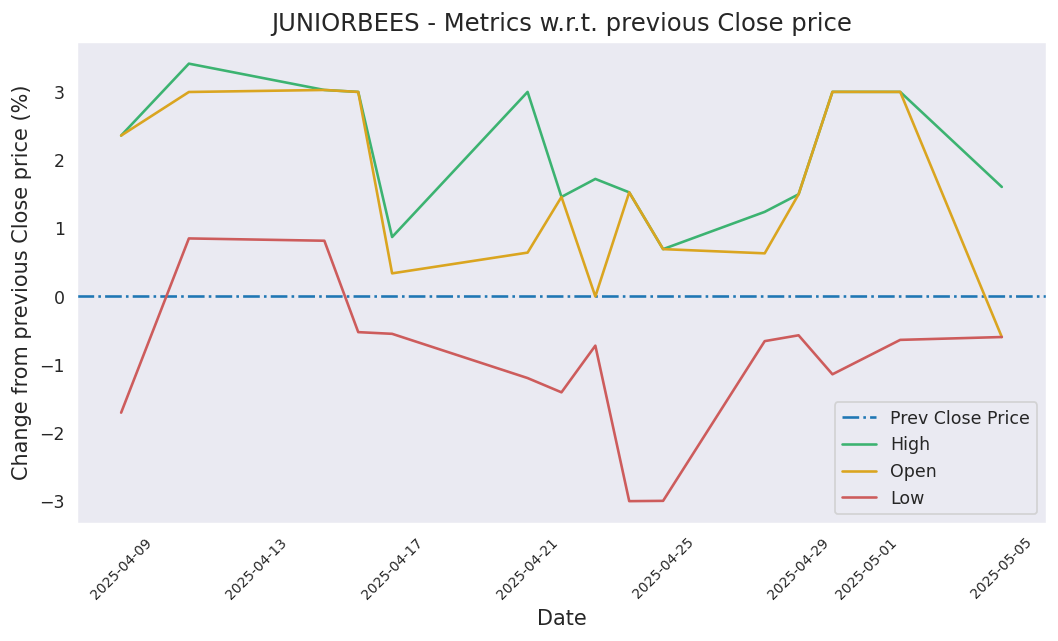 JUNIORBEES - Metrics w.r.t. previous Close price
Change from previous Close price (%)
3
2
1
0
−1
−2
−3
Prev Close Price
High
Open
Low
2025-04-09
2025-04-13
2025-04-17
2025-04-21
2025-04-25
2025-04-29
2025-05-01
2025-05-05
Date